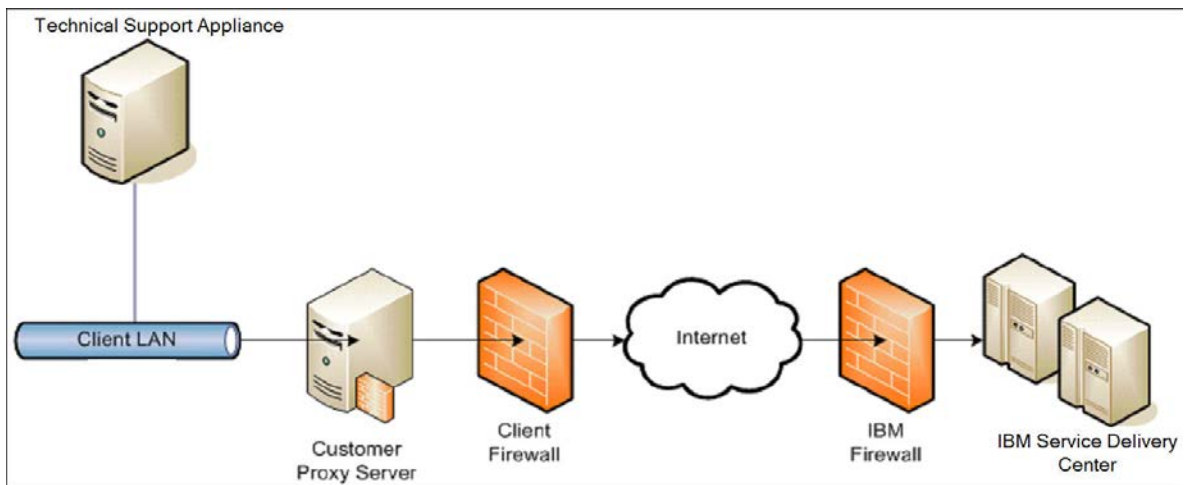 Technical Support Appliance
Client LAN
Internet
Customer
Proxy Server
Client
Firewall
IBM
Firewall
IBM Service Delivery
Center